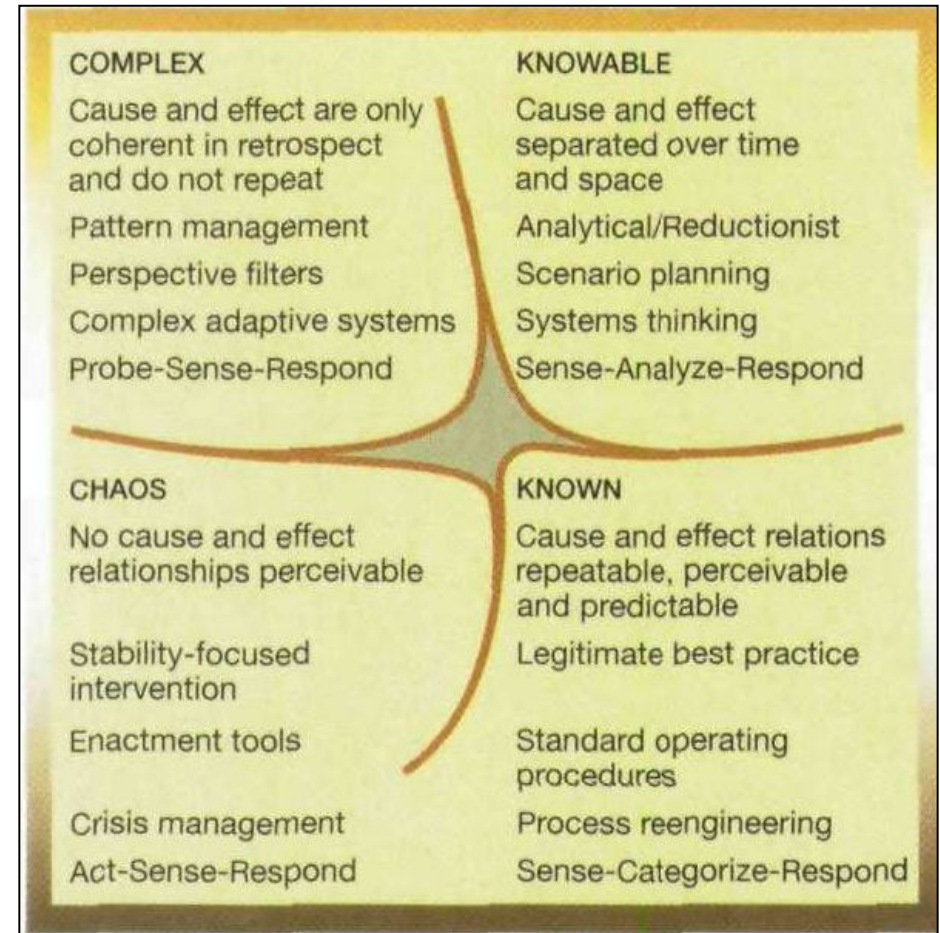 COMPLEX
Cause and effect are only
coherent in retrospect
and do not repeat
Pattern management
Perspective filters
Complex adaptive systems
Probe-Sense-Respond
KNOWABLE
Cause and effect
separated over time
and space
Analytical/Reductionist
Scenario planning
Systems thinking
Sense-Analyze-Respond
CHAOS
No cause and effect
relationships perceivable
Stability-focused
intervention
Enactment tools
Crisis management
Act-Sense-Respond
KNOWN
Cause and effect relations
repeatable, perceivable
and predictable
Legitimate best practice
Standard operating
procedures
Process reengineering
Sense-Categorize-Respond